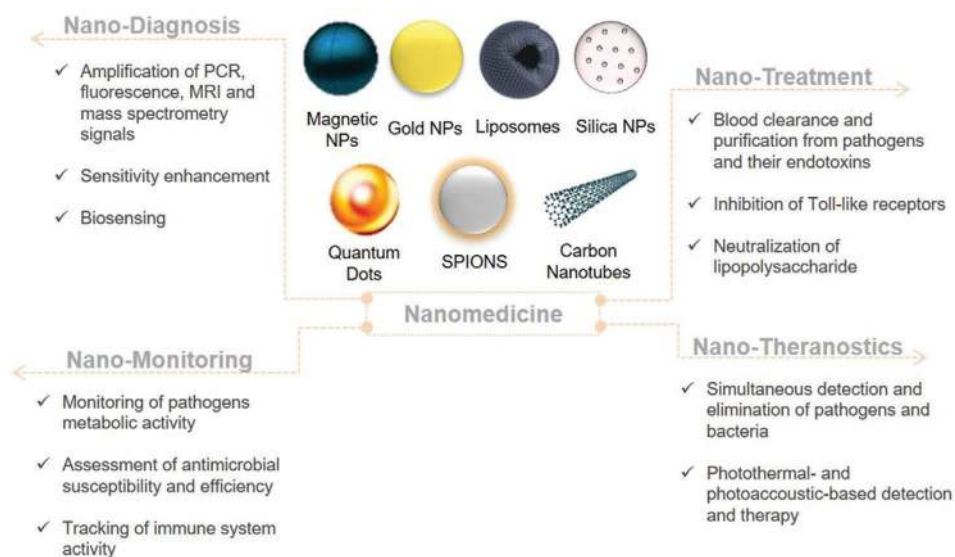 Nano-Diagnosis
✓ Amplification of PCR,
fluorescence, MRI and
mass spectrometry
signals
✓ Sensitivity enhancement
✓ Biosensing
Magnetic
NPs
Gold NPs
Liposomes
Silica NPs
Quantum
Dots
SPIONS
Carbon
Nanotubes
Nano-Treatment
✓ Blood clearance and
purification from pathogens
and their endotoxins
✓ Inhibition of Toll-like receptors
✓ Neutralization of
lipopolysaccharide
Nanomedicine
Nano-Monitoring
✓ Monitoring of pathogens
metabolic activity
✓ Assessment of antimicrobial
susceptibility and efficiency
✓ Tracking of immune system
activity
Nano-Theranostics
✓ Simultaneous detection and
elimination of pathogens and
bacteria
✓ Photothermal- and
photoaccoustic-based detection
and therapy